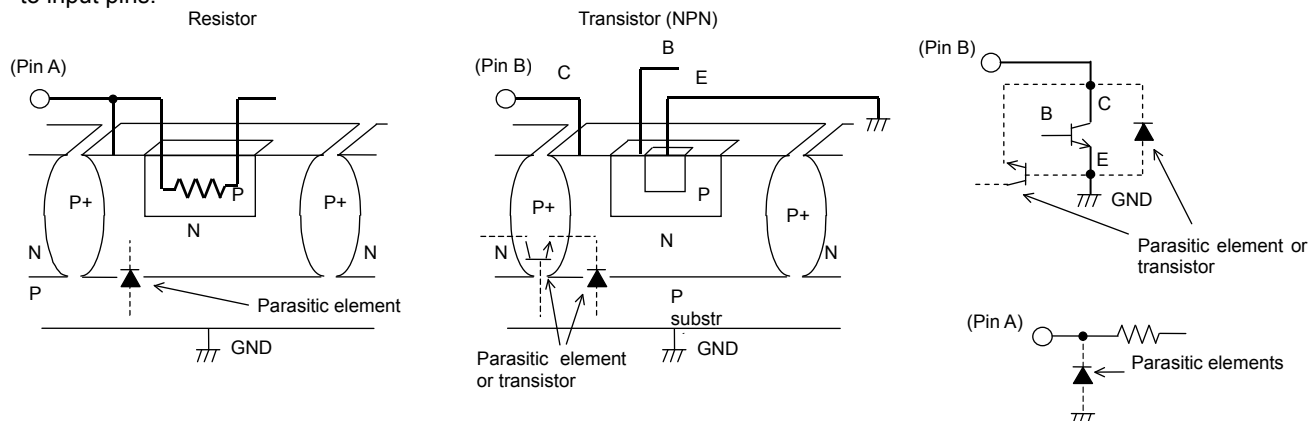 to input pins.
Resistor
(Pin A)
P+
P
P+
N
N
N
P
Parasitic element
GND
Transistor (NPN)
B
(Pin B)
C
E
P
P+
P+
N
N
N
P
substr
Parasitic element
or transistor
GND
(Pin B)
C
B
E
GND
Parasitic element or
transistor
(Pin A)
Parasitic elements